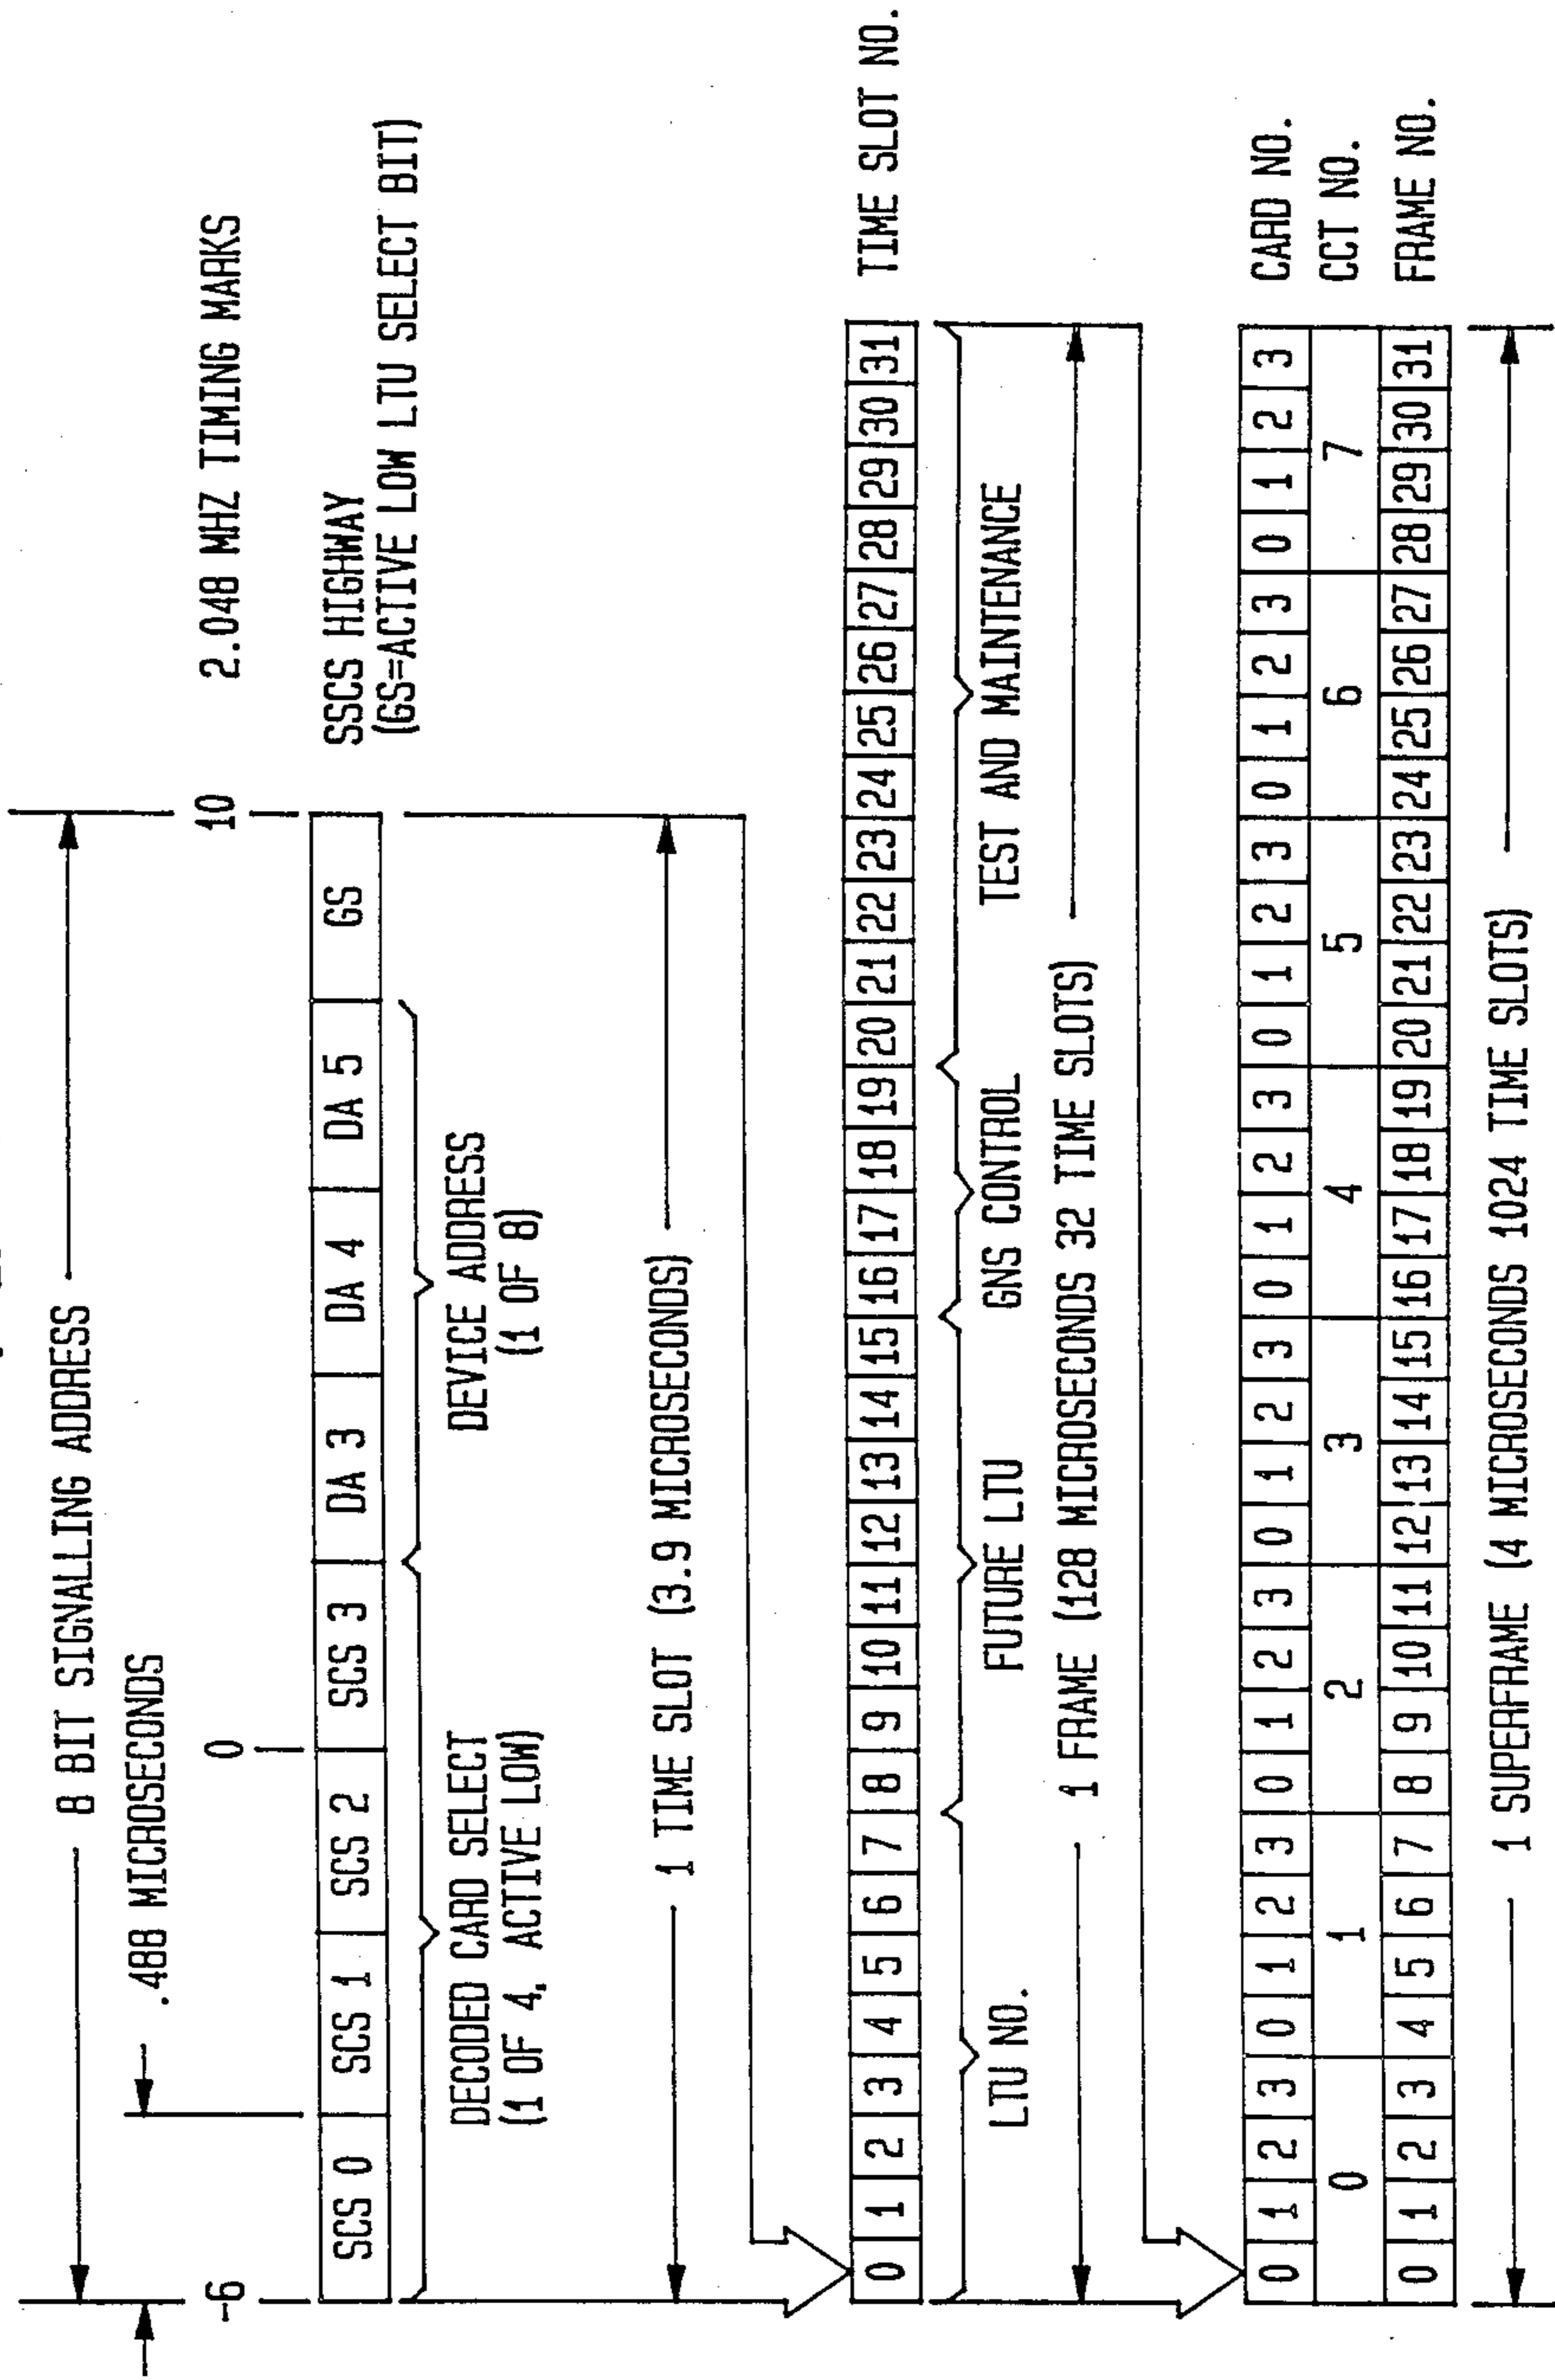 8 BIT SIGNALLING ADDRESS
.488 MICROSECONDS
-6 0 10 2.048 MHZ TIMING MARKS
SCS 0 SCS 1 SCS 2 SCS 3 DA 3 DA 4 DA 5 GS SSCS HIGHWAY
(GS=ACTIVE LOW LTU SELECT BIT)
DECODED CARD SELECT
(1 OF 4, ACTIVE LOW)
DEVICE ADDRESS
(1 OF 8)
1 TIME SLOT (3.9 MICROSECONDS)
0 1 2 3 4 5 6 7 8 9 10 11 12 13 14 15 16 17 18 19 20 21 22 23 24 25 26 27 28 29 30 31 TIME SLOT NO.
LTU NO. FUTURE LTU GNS CONTROL TEST AND MAINTENANCE
1 FRAME (128 MICROSECONDS 32 TIME SLOTS)
0 1 2 3 0 1 2 3 0 1 2 3 0 1 2 3 0 1 2 3 0 1 2 3 0 1 2 3 0 1 2 3 CARD NO.
0 1 2 3 4 5 6 7 CCT NO.
0 1 2 3 4 5 6 7 8 9 10 11 12 13 14 15 16 17 18 19 20 21 22 23 24 25 26 27 28 29 30 31 FRAME NO.
1 SUPERFRAME (4 MICROSECONDS 1024 TIME SLOTS)